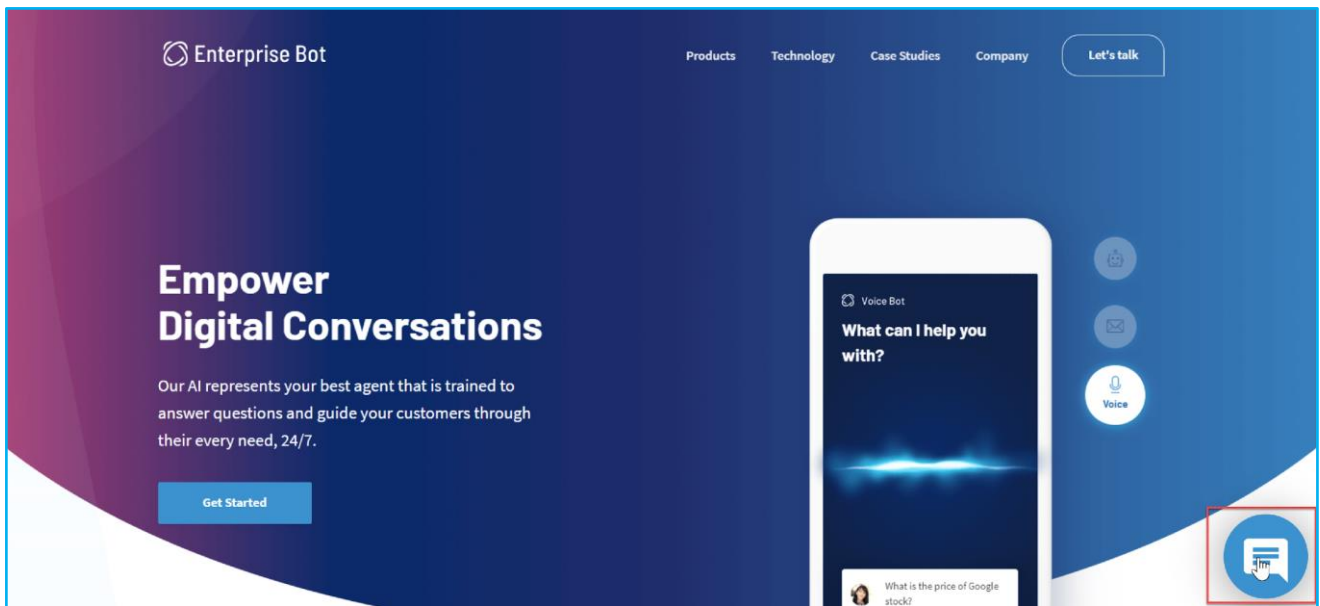 Enterprise Bot
Products
Technology
Case Studies
Company
Let's talk
Empower
Digital Conversations
Our AI represents your best agent that is trained to
answer questions and guide your customers through
their every need, 24/7.
Get Started
Voice Bot
What can I help you
with?
Voice
What is the price of Google
stock?